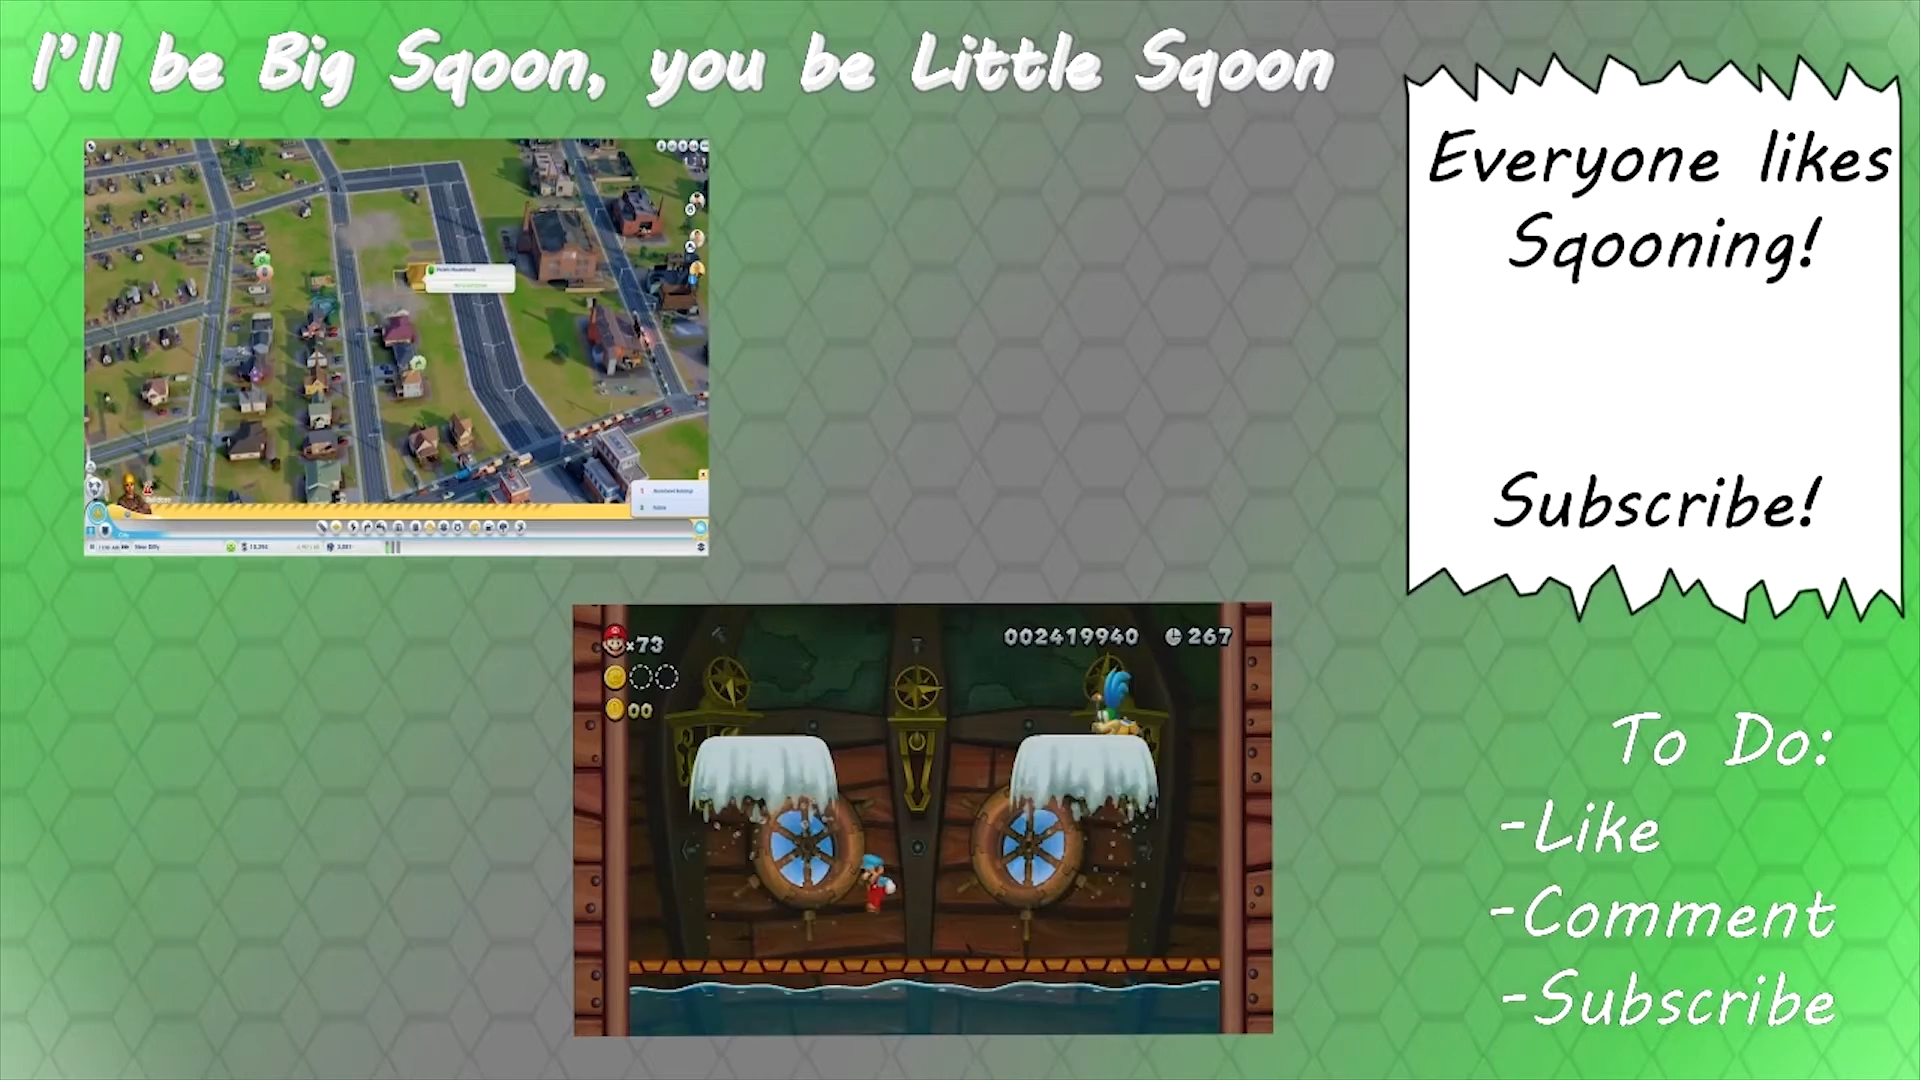 I'll be Big Sqoon, you be Little Sqoon
Everyone likes
Sqooning!
Subscribe!
×73
002419940
267
00
To Do:
-Like
-Comment
-Subscribe